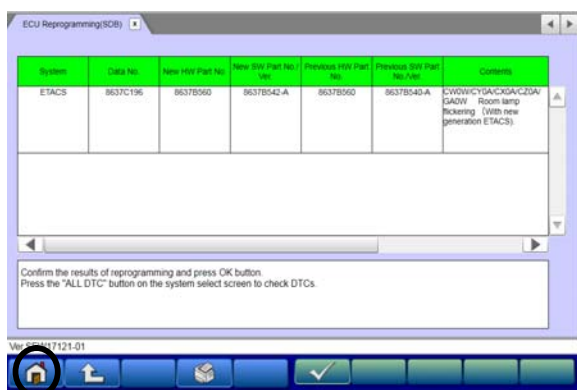 ECU Reprogramming(SDB) x
System Data No. New HW Part No New SW Part No./ Previous HW Part Previous SW Part Contents
Ver. No. No./Ver.
ETACS 8637C196 8637B560 8637B542-A 8637B560 8637B540-A CW0W/CY0A/CX0A/CZ0A/
GA0W Room lamp
flickering (With new
generation ETACS).
Confirm the results of reprogramming and press OK button.
Press the "ALL DTC" button on the system select screen to check DTCs.
Ver.SEW17121-01